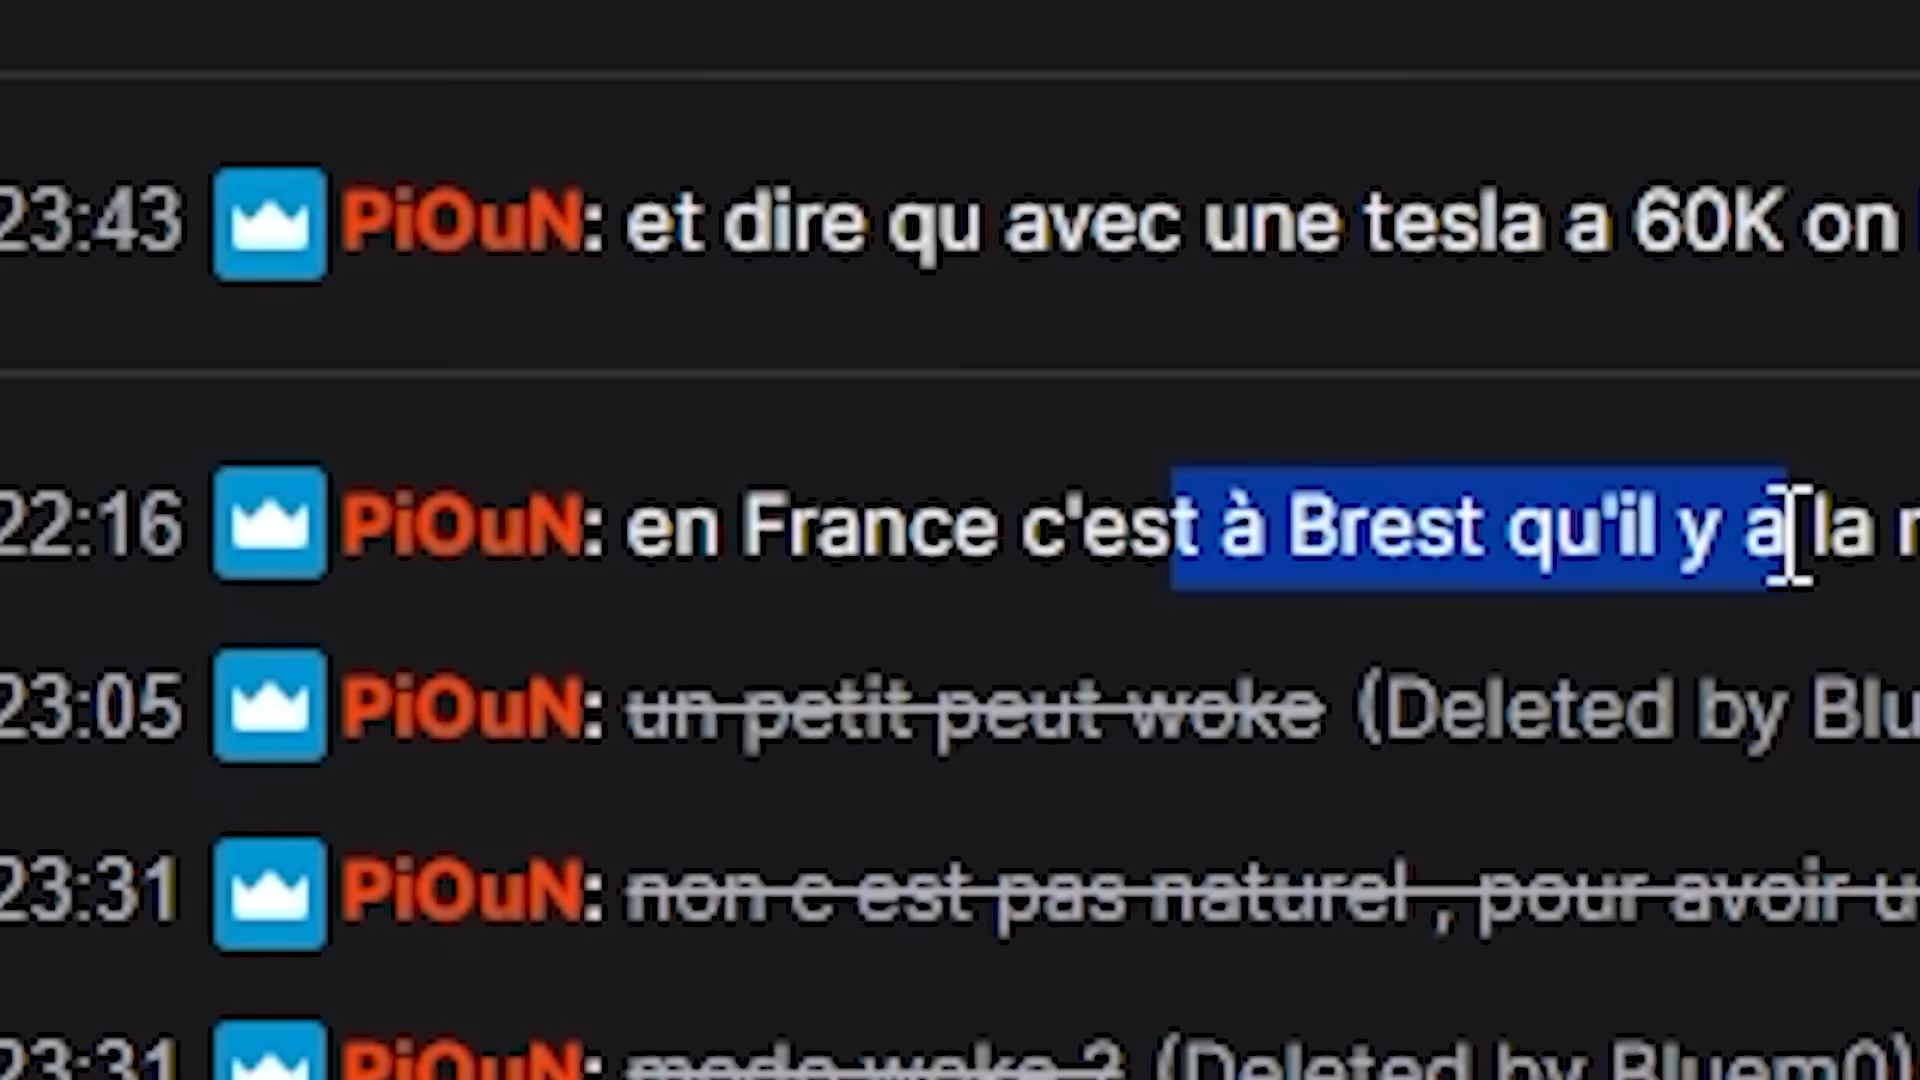 23:43 PiOuN: et dire qu avec une tesla a 60K on
22:16 PiOuN: en France c'est à Brest qu'il y a la
23:05 PiOuN: un petit peut woke (Deleted by Blu
23:31 PiOuN: non c est pas naturel , pour avoir u
23:31 PiOuN: mode woke ? (Deleted by Bluem0)